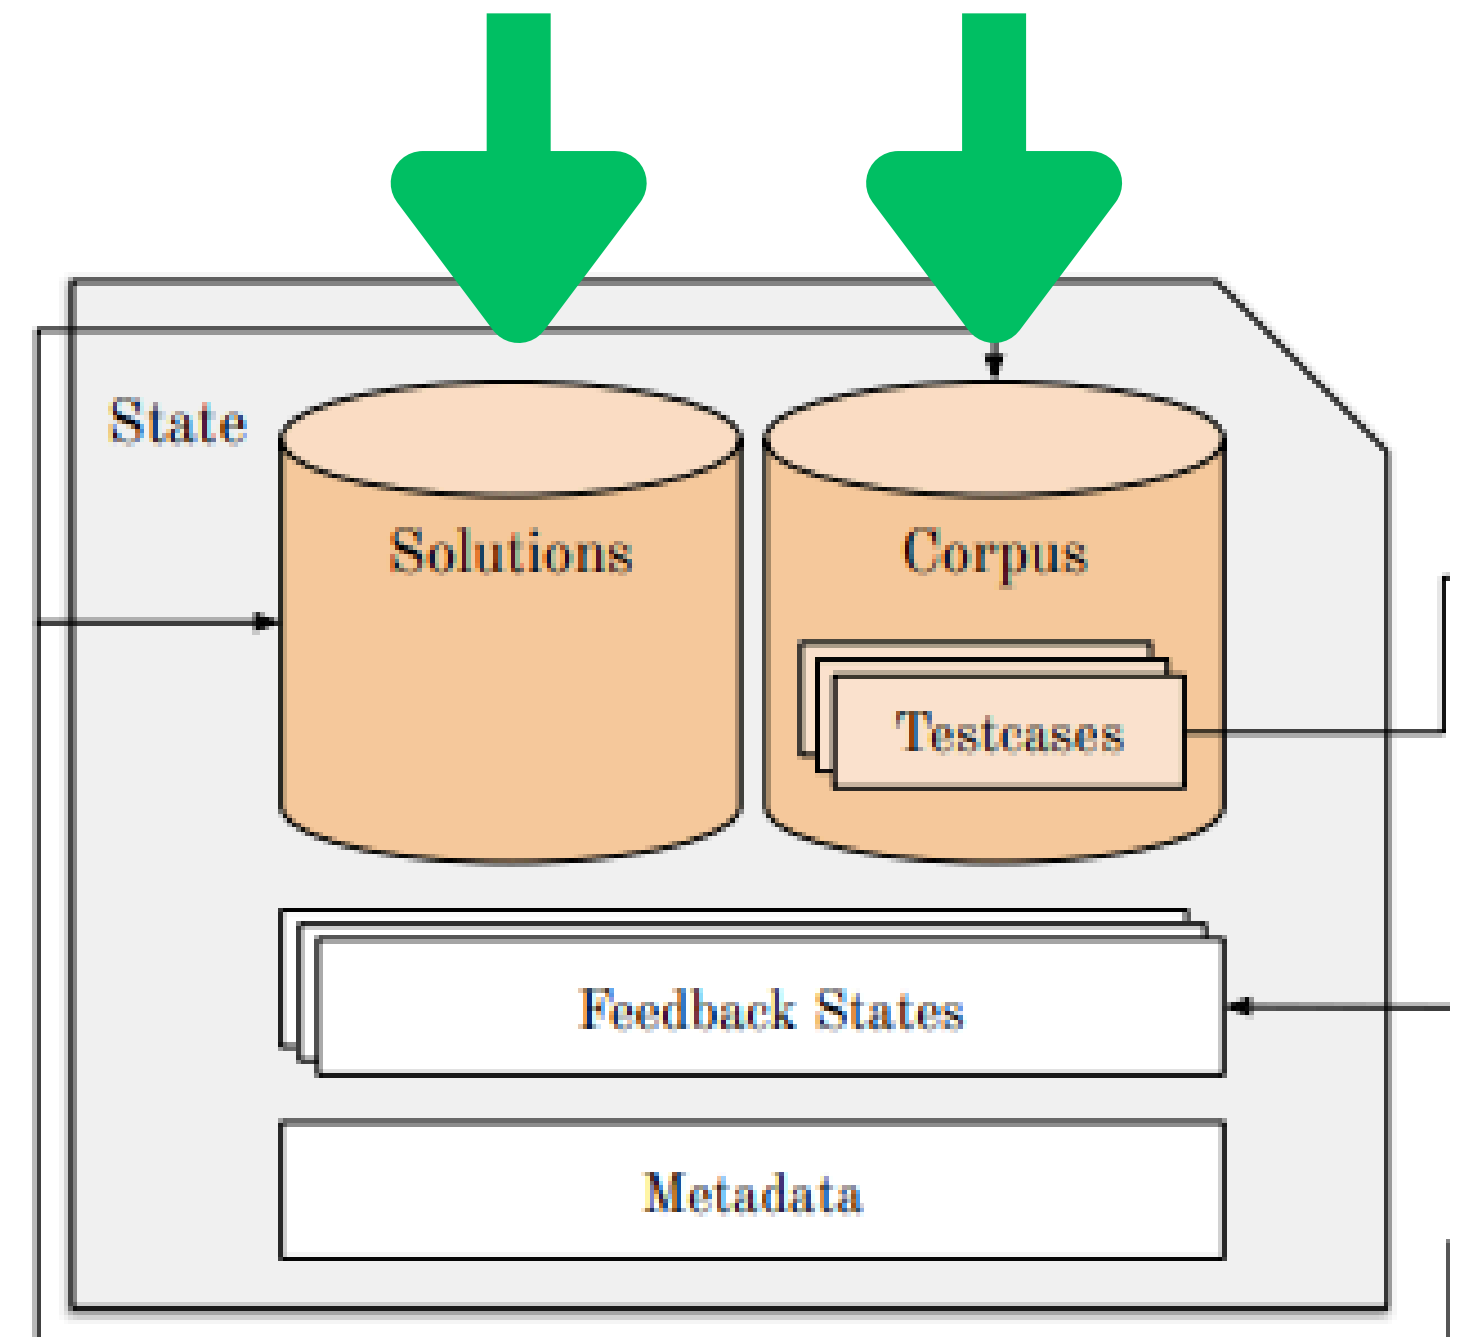 State
Solutions
Corpus
Testcases
Feedback States
Metadata